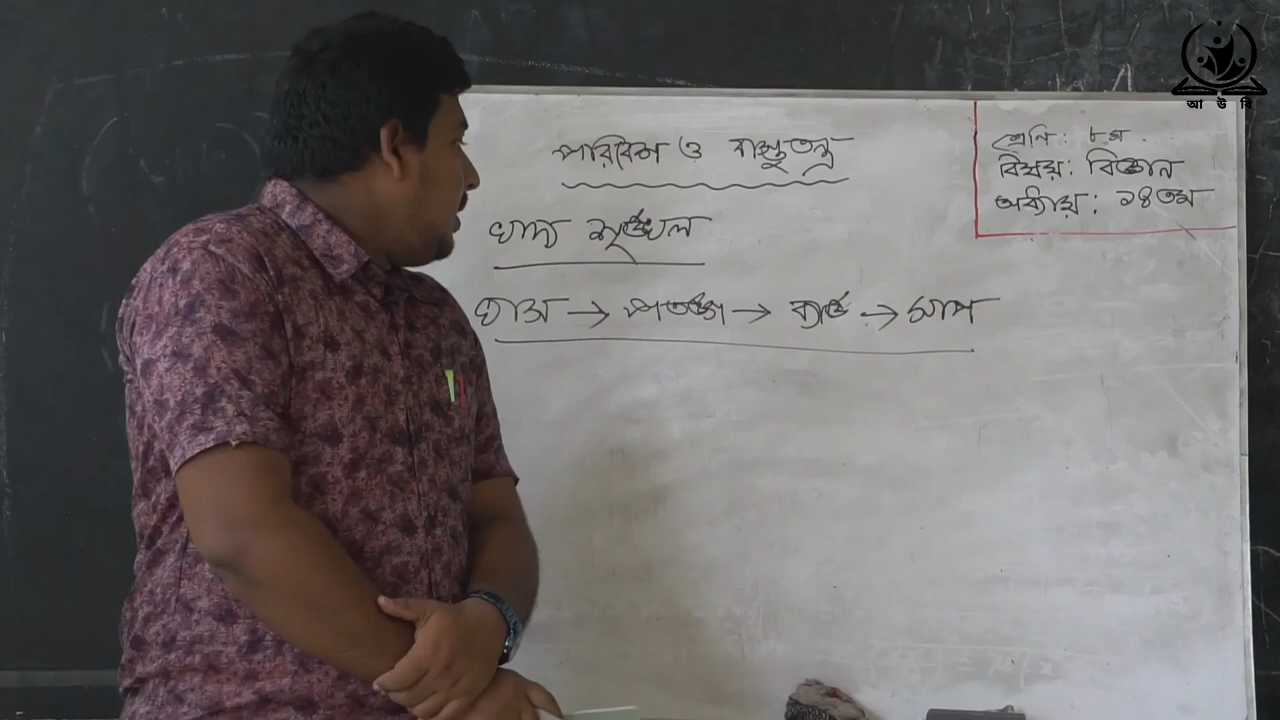 পরিবেশ ও বাস্তুতন্ত্র
খাদ্য শৃঙ্খল
ঘাস → পতঙ্গ → ব্যাঙ → সাপ
শ্রেণি : ৮ম
বিষয় : বিজ্ঞান
অধ্যায় : ১৪তম
আ উ বি